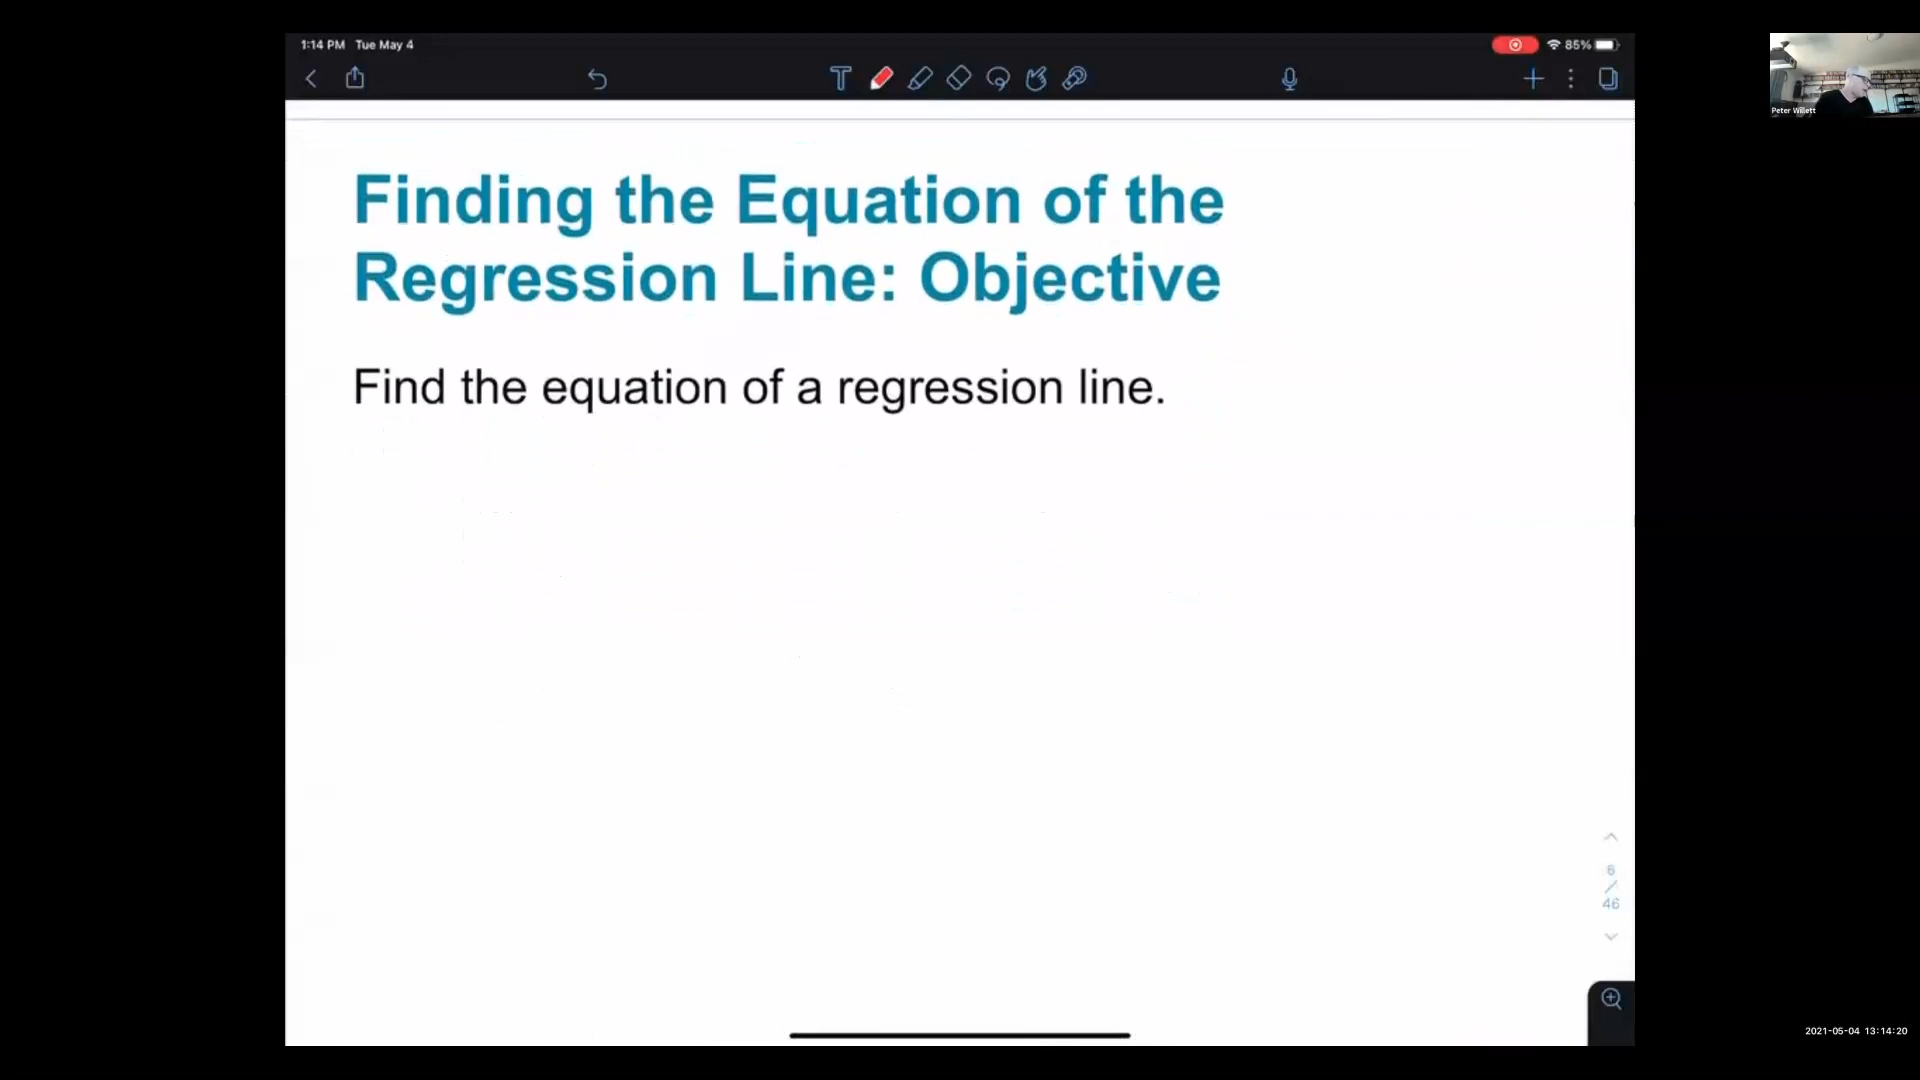 1:14 PM Tue May 4
85%
Peter Willett
Finding the Equation of the
Regression Line: Objective
Find the equation of a regression line.
6
/
46
2021-05-04 13:14:20